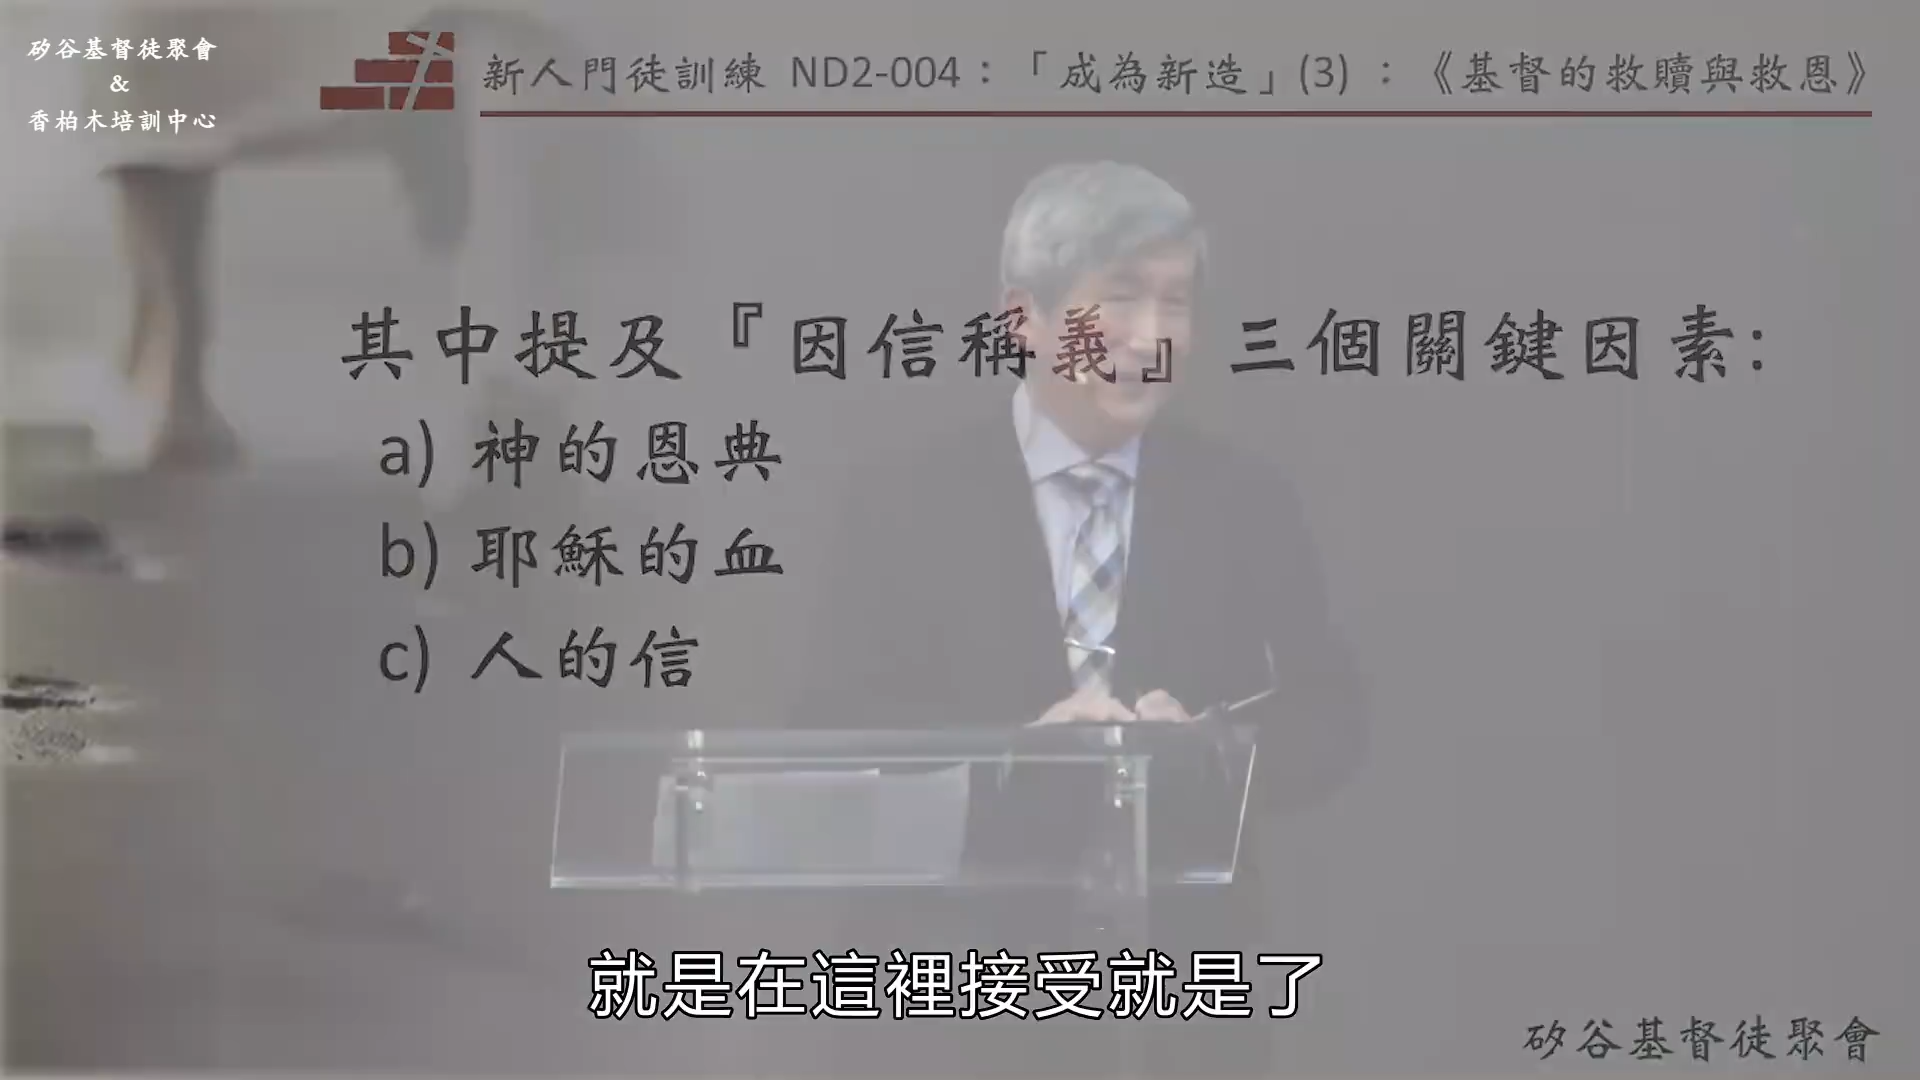 矽谷基督徒聚會
&
香柏木培訓中心
新人門徒訓練 ND2-004：「成為新造」(3)：《基督的救贖與救恩》
其中提及『因信稱義』三個關鍵因素:
a) 神的恩典
b) 耶穌的血
c) 人的信
就是在這裡接受就是了
矽谷基督徒聚會